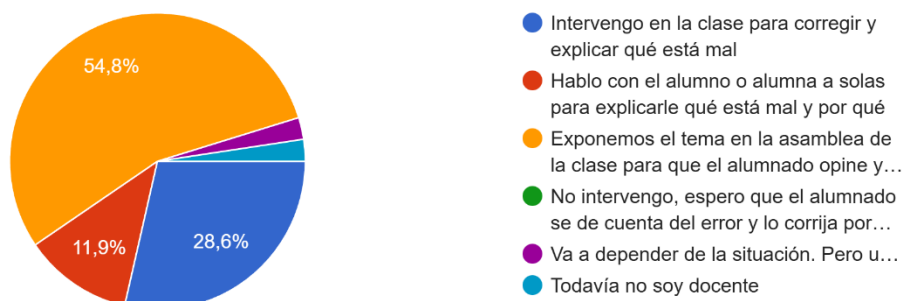 54,8%
11,9%
28,6%
Intervengo en la clase para corregir y
explicar qué está mal
Hablo con el alumno o alumna a solas
para explicarle qué está mal y por qué
Exponemos el tema en la asamblea de
la clase para que el alumnado opine y…
No intervengo, espero que el alumnado
se de cuenta del error y lo corrija por…
Va a depender de la situación. Pero u…
Todavía no soy docente